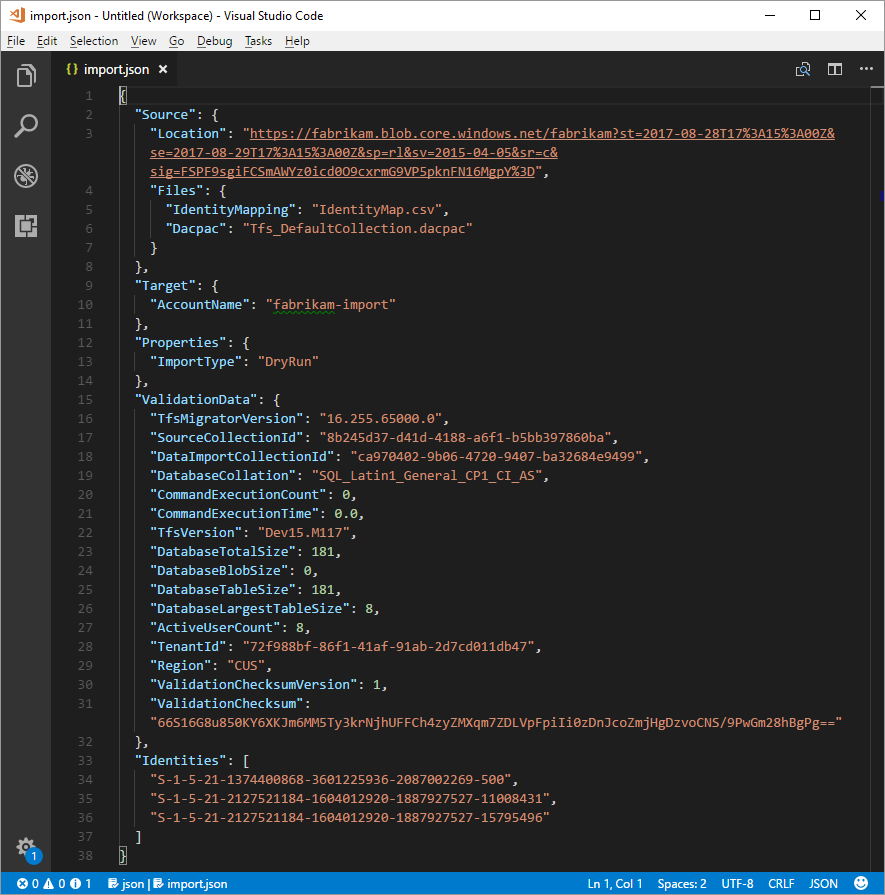 import.json - Untitled (Workspace) - Visual Studio Code
File Edit Selection View Go Debug Tasks Help
{} import.json
1 {
2 "Source": {
3 "Location": "https://fabrikam.blob.core.windows.net/fabrikam?st=2017-08-28T17%3A15%3A00Z&
se=2017-08-29T17%3A15%3A00Z&sp=rl&sv=2015-04-05&sr=c&
sig=FSPF9sgiFCSmAWYz0icd0O9cxrmG9VP5pknFN16MgpY%3D",
4 "Files": {
5 "IdentityMapping": "IdentityMap.csv",
6 "Dacpac": "Tfs_DefaultCollection.dacpac"
7 }
8 },
9 "Target": {
10 "AccountName": "fabrikam-import"
11 },
12 "Properties": {
13 "ImportType": "DryRun"
14 },
15 "ValidationData": {
16 "TfsMigratorVersion": "16.255.65000.0",
17 "SourceCollectionId": "8b245d37-d41d-4188-a6f1-b5bb397860ba",
18 "DataImportCollectionId": "ca970402-9b06-4720-9407-ba32684e9499",
19 "DatabaseCollation": "SQL_Latin1_General_CP1_CI_AS",
20 "CommandExecutionCount": 0,
21 "CommandExecutionTime": 0.0,
22 "TfsVersion": "Dev15.M117",
23 "DatabaseTotalSize": 181,
24 "DatabaseBlobSize": 0,
25 "DatabaseTableSize": 181,
26 "DatabaseLargestTableSize": 8,
27 "ActiveUserCount": 8,
28 "TenantId": "72f988bf-86f1-41af-91ab-2d7cd011db47",
29 "Region": "CUS",
30 "ValidationChecksumVersion": 1,
31 "ValidationChecksum":
"66S16G8u850KY6XKJm6MM5Ty3krNjhUFFCh4zyZMXqm7ZDLVpFpiIi0zDnJcoZmjHgDzvoCNS/9PwGm28hBgPg=="
32 },
33 "Identities": [
34 "S-1-5-21-1374400868-3601225936-2087002269-500",
35 "S-1-5-21-2127521184-1604012920-1887927527-11008431",
36 "S-1-5-21-2127521184-1604012920-1887927527-15795496"
37 ]
38 }
1
0 0 1 json | import.json Ln 1, Col 1 Spaces: 2 UTF-8 CRLF JSON